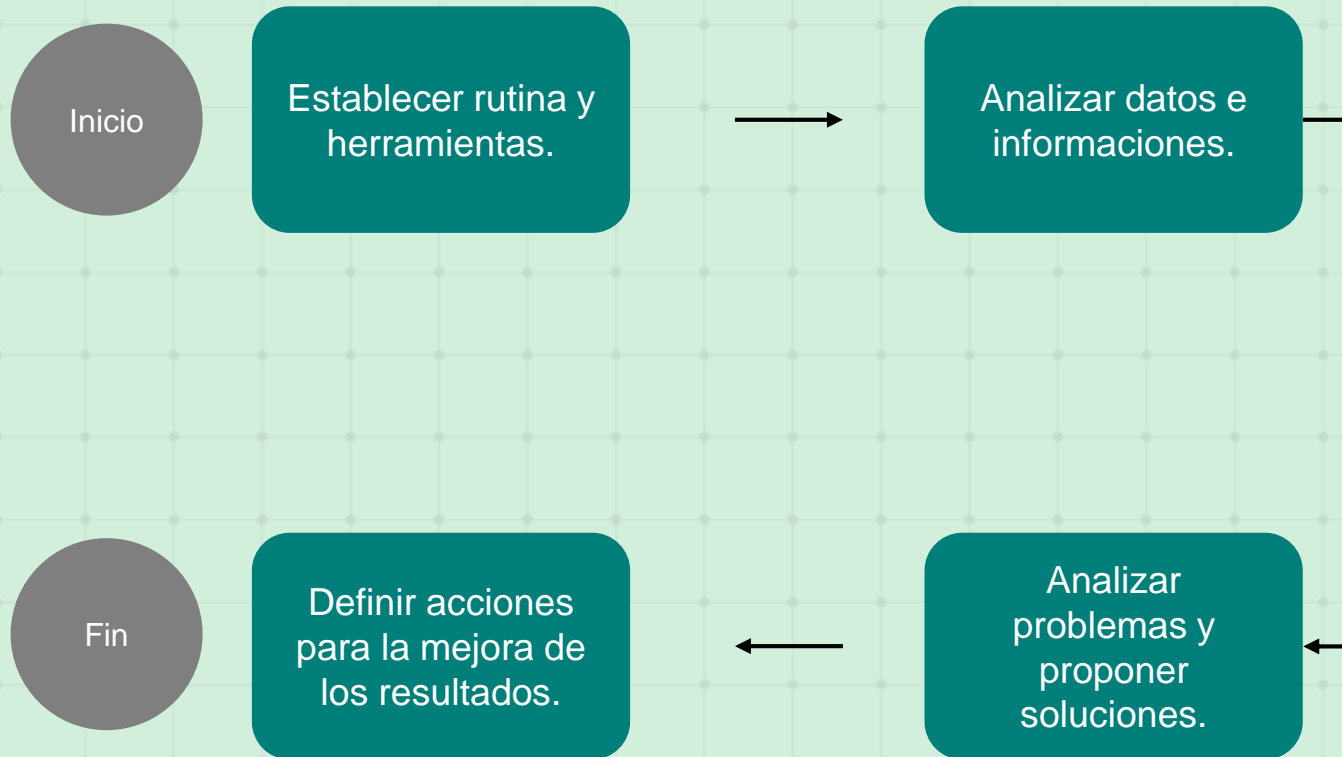 Inicio
Establecer rutina y
herramientas.
Analizar datos e
informaciones.
Fin
Definir acciones
para la mejora de
los resultados.
Analizar
problemas y
proponer
soluciones.